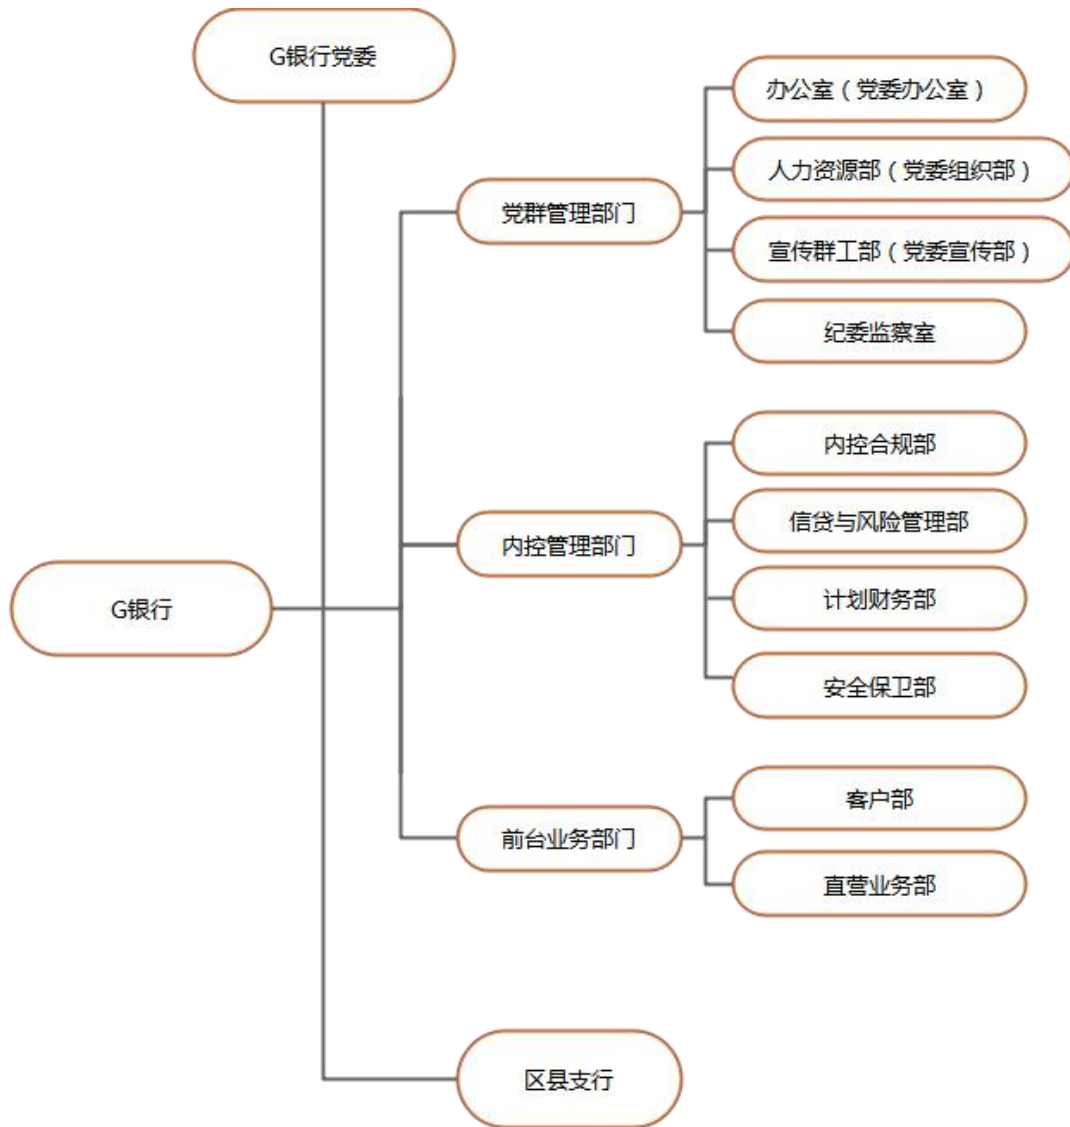 G银行党委
办公室（党委办公室）
人力资源部（党委组织部）
党群管理部门
宣传群工部（党委宣传部）
纪委监察室
内控合规部
信贷与风险管理部
内控管理部门
计划财务部
G银行
安全保卫部
客户部
前台业务部门
直营业务部
区县支行